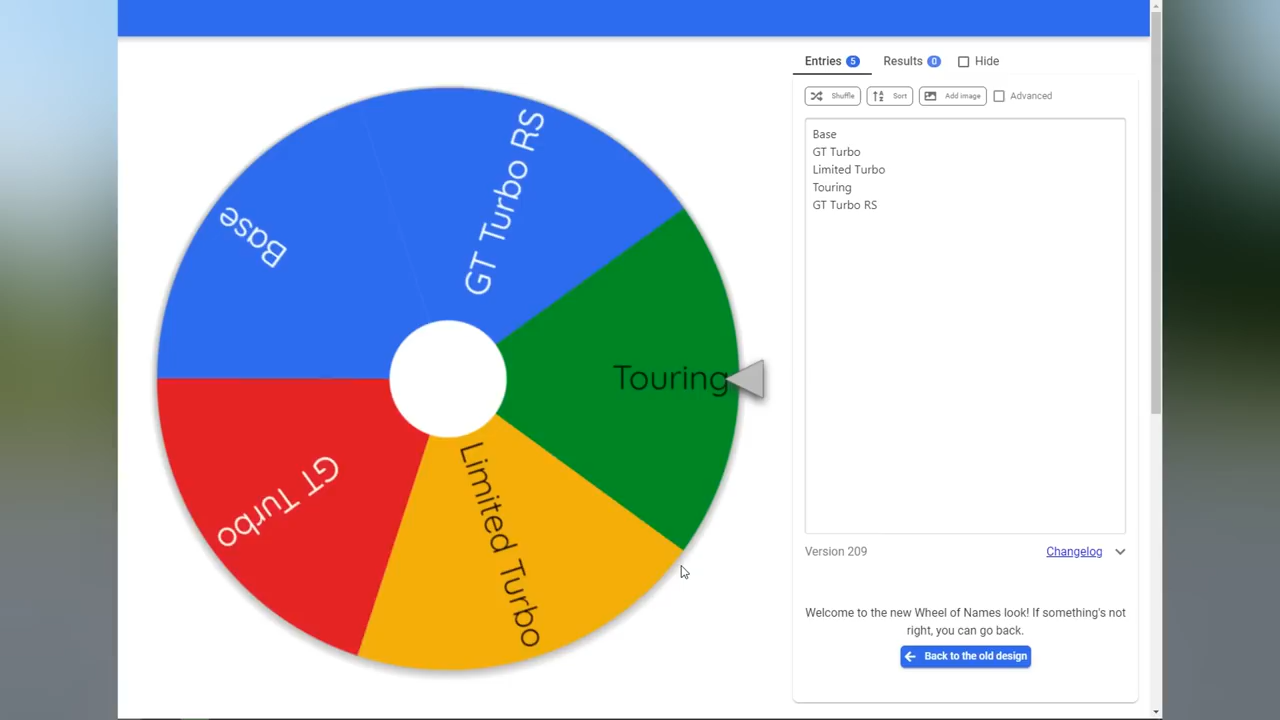 Base
GT Turbo RS
Touring
Limited Turbo
GT Turbo
Entries 5
Results 0
Hide
Shuffle
Sort
Add image
Advanced
Base
GT Turbo
Limited Turbo
Touring
GT Turbo RS
Version 209
Changelog
Welcome to the new Wheel of Names look! If something's not
right, you can go back.
Back to the old design